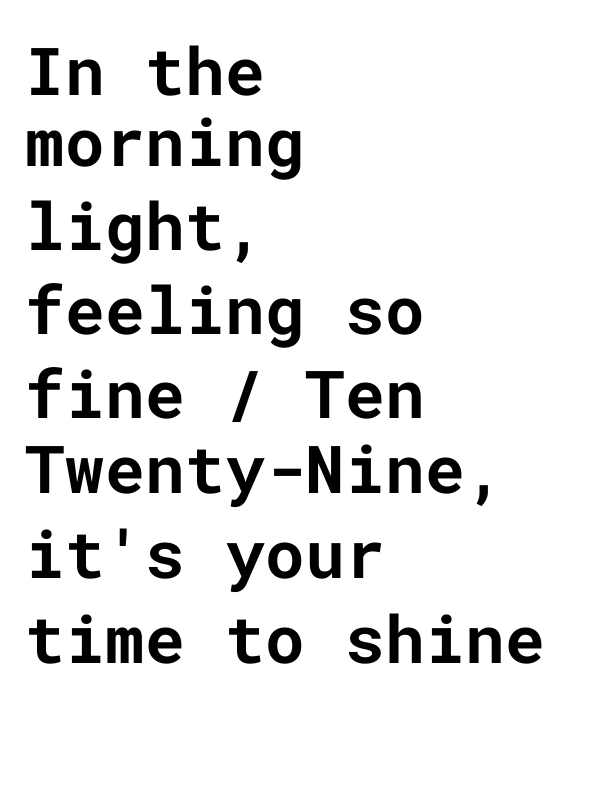 In the
morning
light,
feeling so
fine / Ten
Twenty-Nine,
it's your
time to shine